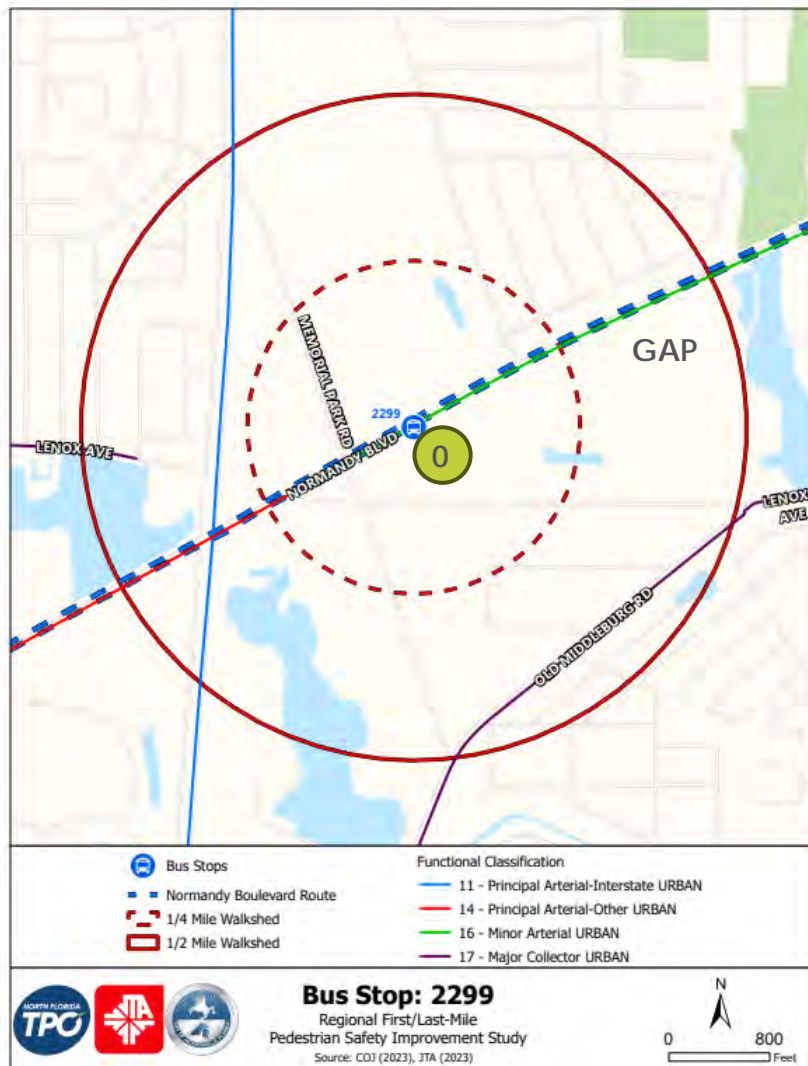 GAP
MEMORIAL PARK RD
2299
0
LENOX AVE
NORMANDY BLVD
LENOX
AVE
OLD MIDDLEBURG RD
Bus Stops
Normandy Boulevard Route
1/4 Mile Walkshed
1/2 Mile Walkshed
Functional Classification
11 - Principal Arterial-Interstate URBAN
14 - Principal Arterial-Other URBAN
16 - Minor Arterial URBAN
17 - Major Collector URBAN
NORTH FLORIDA
TPO
JTA
Bus Stop: 2299
Regional First/Last-Mile
Pedestrian Safety Improvement Study
Source: COJ (2023), JTA (2023)
N
0 800
Feet